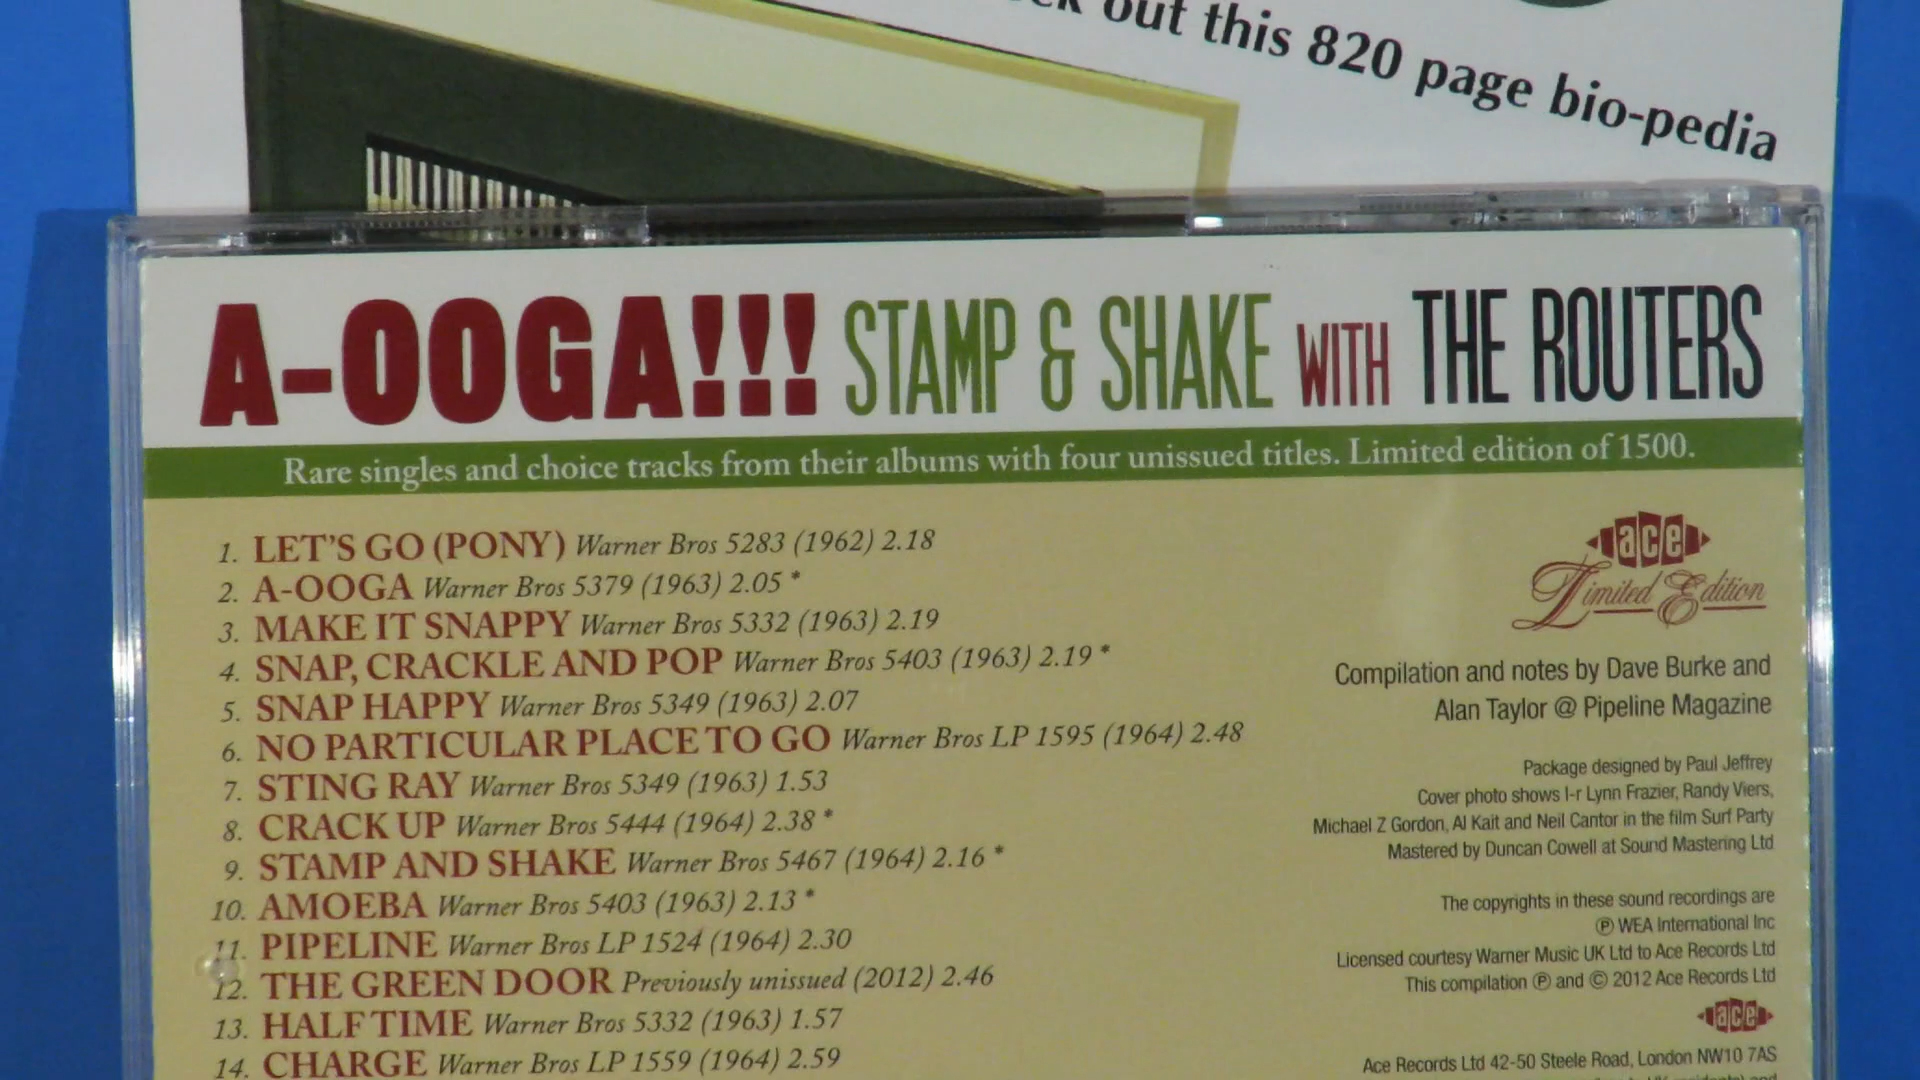 out this 820 page bio-pedia
A-OOGA!!! STAMP & SHAKE WITH THE ROUTERS
Rare singles and choice tracks from their albums with four unissued titles. Limited edition of 1500.
1. LET'S GO (PONY) Warner Bros 5283 (1962) 2.18
2. A-OOGA Warner Bros 5379 (1963) 2.05 *
3. MAKE IT SNAPPY Warner Bros 5332 (1963) 2.19
4. SNAP, CRACKLE AND POP Warner Bros 5403 (1963) 2.19 *
5. SNAP HAPPY Warner Bros 5349 (1963) 2.07
6. NO PARTICULAR PLACE TO GO Warner Bros LP 1595 (1964) 2.48
7. STING RAY Warner Bros 5349 (1963) 1.53
8. CRACK UP Warner Bros 5444 (1964) 2.38 *
9. STAMP AND SHAKE Warner Bros 5467 (1964) 2.16 *
10. AMOEBA Warner Bros 5403 (1963) 2.13 *
11. PIPELINE Warner Bros LP 1524 (1964) 2.30
12. THE GREEN DOOR Previously unissued (2012) 2.46
13. HALF TIME Warner Bros 5332 (1963) 1.57
14. CHARGE Warner Bros LP 1559 (1964) 2.59
ace
Limited Edition
Compilation and notes by Dave Burke and
Alan Taylor @ Pipeline Magazine
Package designed by Paul Jeffrey
Cover photo shows l-r Lynn Frazier, Randy Viers,
Michael Z Gordon, Al Kait and Neil Cantor in the film Surf Party
Mastered by Duncan Cowell at Sound Mastering Ltd
The copyrights in these sound recordings are
℗ WEA International Inc
Licensed courtesy Warner Music UK Ltd to Ace Records Ltd
This compilation ℗ and © 2012 Ace Records Ltd
ace
Ace Records Ltd 42-50 Steele Road, London NW10 7AS